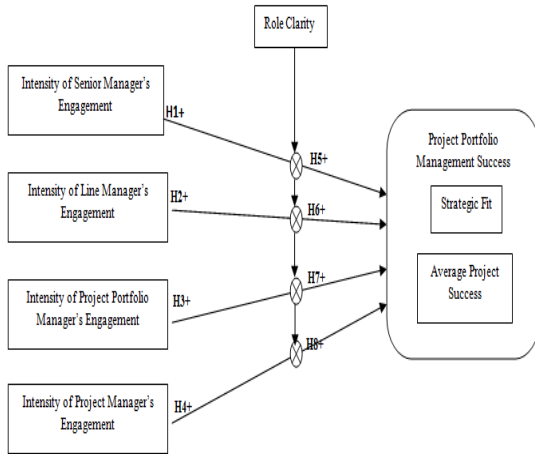 Role Clarity
Intensity of Senior Manager's
Engagement
H1+
H5+
Project Portfolio
Management Success
Intensity of Line Manager's
Engagement
H2+
H6+
Strategic Fit
Intensity of Project Portfolio
Manager's Engagement
H3+
H7+
Average Project
Success
H8+
Intensity of Project Manager's
Engagement
H4+